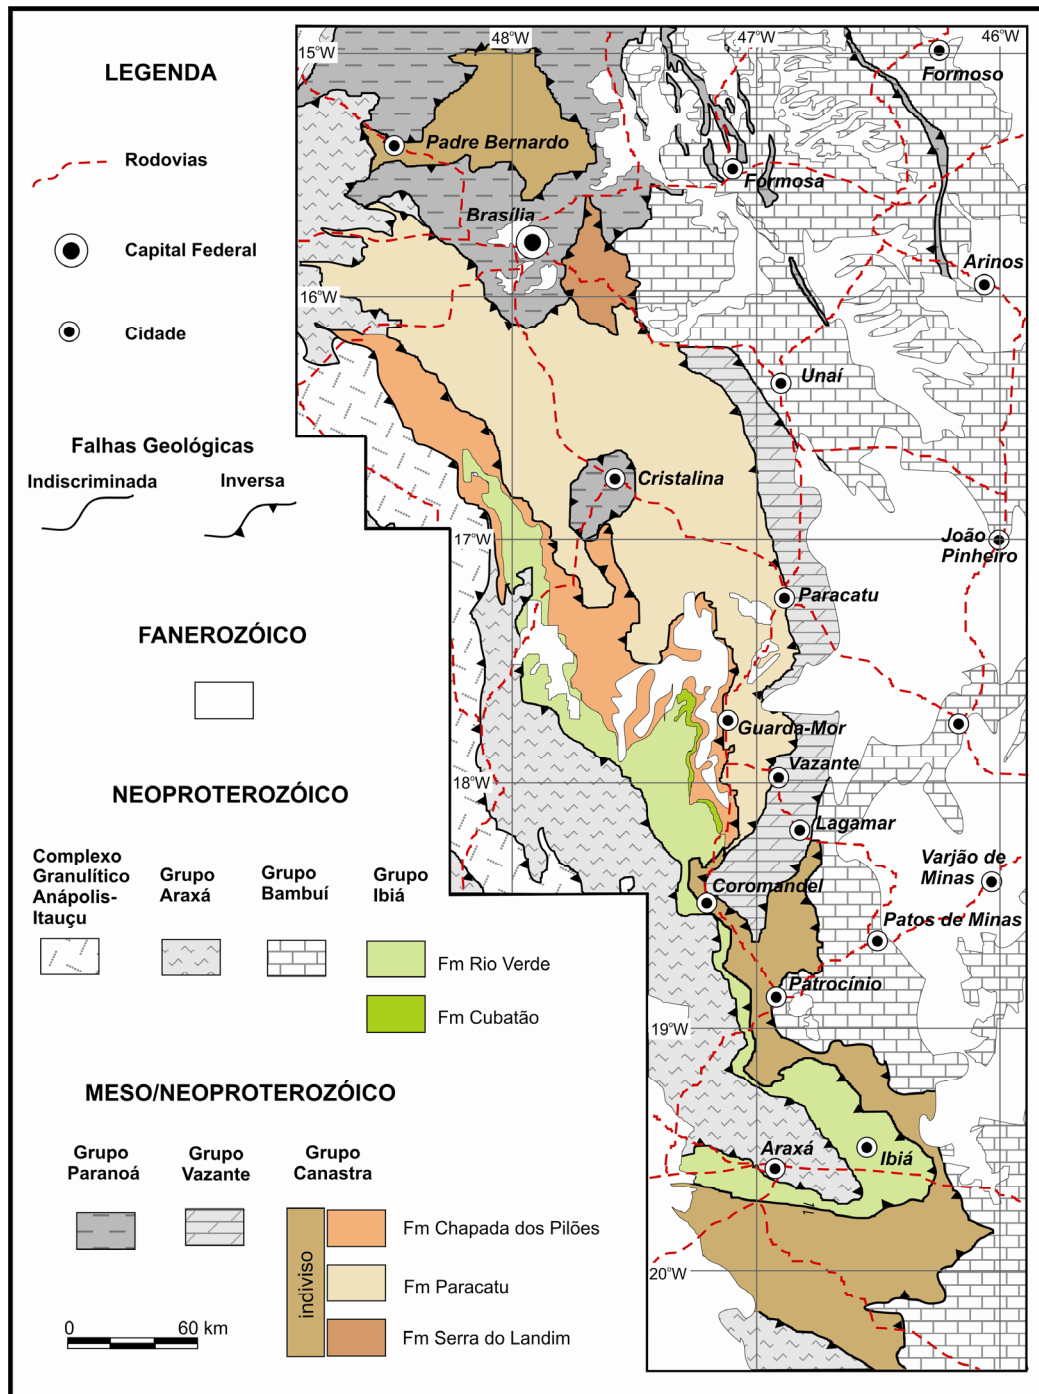 LEGENDA
Rodovias
Capital Federal
Cidade
Falhas Geológicas
Indiscriminada
Inversa
FANEROZÓICO
NEOPROTEROZÓICO
Complexo
Granulítico
Anápolis-
Itauçu
Grupo
Araxá
Grupo
Bambuí
Grupo
Ibiá
Fm Rio Verde
Fm Cubatão
MESO/NEOPROTEROZÓICO
Grupo
Paranoá
Grupo
Vazante
Grupo
Canastra
indiviso
Fm Chapada dos Pilões
Fm Paracatu
Fm Serra do Landim
0 60 km
48°W
47°W
46°W
15°W
Formoso
Padre Bernardo
Formosa
Brasília
Arinos
16°W
Unaí
Cristalina
17°W
João
Pinheiro
Paracatu
Guarda-Mor
Vazante
18°W
Lagamar
Varjão de
Minas
Coromandel
Patos de Minas
Patrocínio
19°W
Araxá
Ibiá
20°W